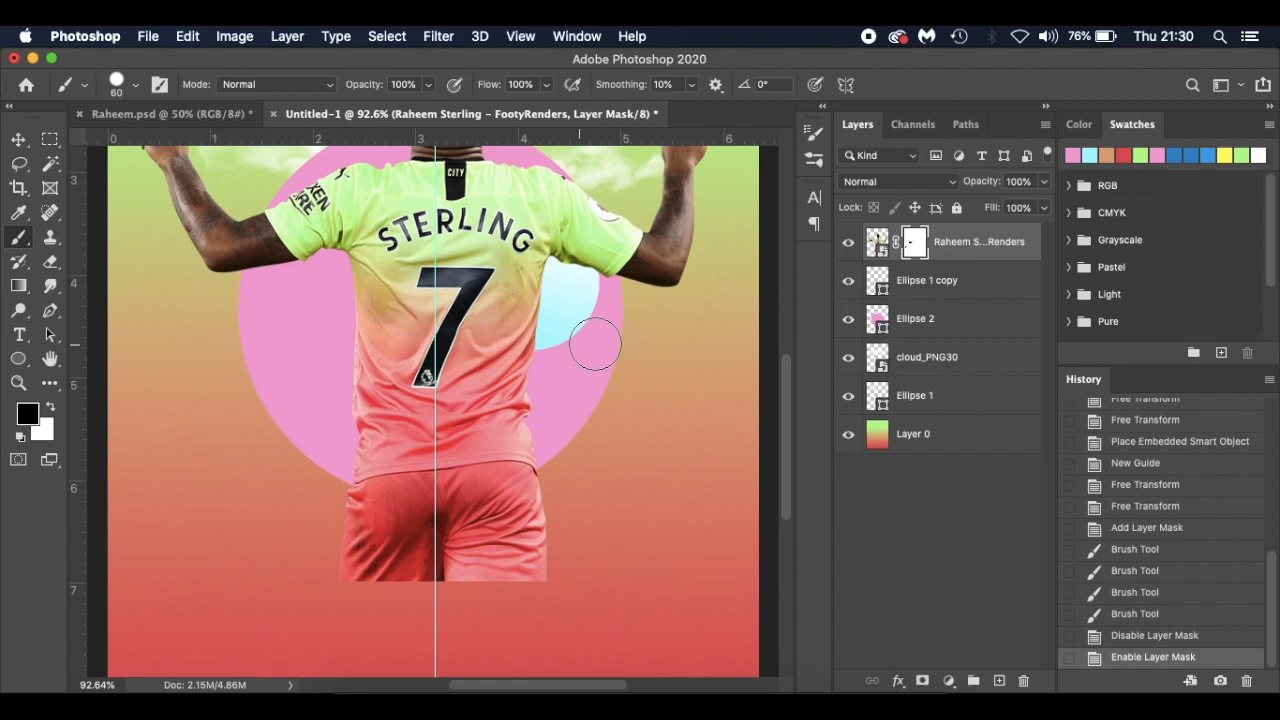 Photoshop File Edit Image Layer Type Select Filter 3D View Window Help 76% Thu 21:30
Adobe Photoshop 2020
60 Mode: Normal Opacity: 100% Flow: 100% Smoothing: 10% 0°
Raheem.psd @ 50% (RGB/8#) * Untitled-1 @ 92.6% (Raheem Sterling - FootyRenders, Layer Mask/8) *
0 1 2 3 4 5 6
3
4
5
6
7
CITY
STERLING
7
92.64% Doc: 2.15M/4.86M
Layers Channels Paths
Kind
Normal Opacity: 100%
Lock: Fill: 100%
Raheem S...Renders
Ellipse 1 copy
Ellipse 2
cloud_PNG30
Ellipse 1
Layer 0
Color Swatches
RGB
CMYK
Grayscale
Pastel
Light
Pure
History
Free Transform
Free Transform
Place Embedded Smart Object
New Guide
Free Transform
Free Transform
Add Layer Mask
Brush Tool
Brush Tool
Brush Tool
Brush Tool
Disable Layer Mask
Enable Layer Mask